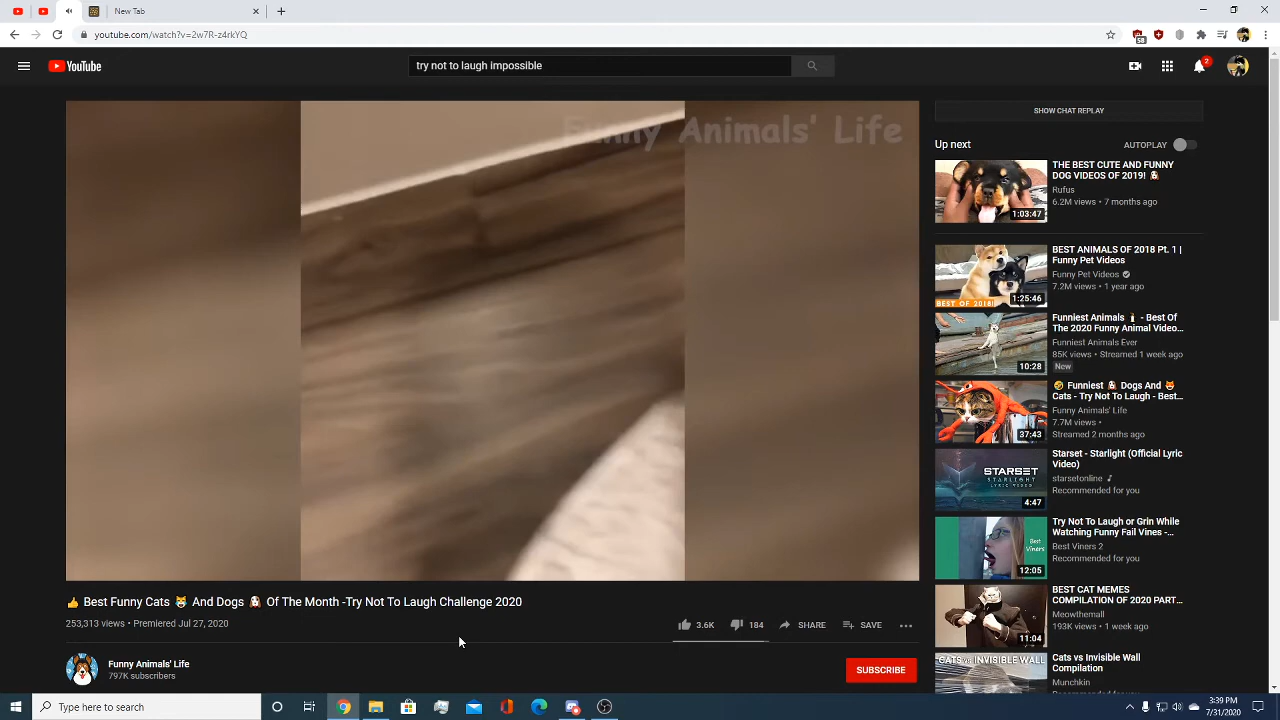 New Tab
youtube.com/watch?v=2w7R-z4rkYQ
58
YouTube
try not to laugh impossible
2
Funny Animals' Life
SHOW CHAT REPLAY
Up next
AUTOPLAY
THE BEST CUTE AND FUNNY
DOG VIDEOS OF 2019! 🐶
Rufus
6.2M views • 7 months ago
1:03:47
BEST ANIMALS OF 2018 Pt. 1 |
Funny Pet Videos
Funny Pet Videos
7.2M views • 1 year ago
BEST OF 2018!
1:25:46
Funniest Animals 🐧 - Best Of
The 2020 Funny Animal Video...
Funniest Animals Ever
85K views • Streamed 1 week ago
New
10:28
🤣 Funniest 🐶 Dogs And 😻
Cats - Try Not To Laugh - Best...
Funny Animals' Life
7.7M views •
Streamed 2 months ago
37:43
Starset - Starlight (Official Lyric
Video)
starsetonline
Recommended for you
STARSET
STARLIGHT
4:47
Try Not To Laugh or Grin While
Watching Funny Fail Vines -...
Best Viners 2
Recommended for you
Best
Viners
12:05
BEST CAT MEMES
COMPILATION OF 2020 PART...
Meowthemall
193K views • 1 week ago
11:04
Cats vs Invisible Wall
Compilation
Munchkin
CATS vs INVISIBLE WALL
👍 Best Funny Cats 😹 And Dogs 🐶 Of The Month -Try Not To Laugh Challenge 2020
253,313 views • Premiered Jul 27, 2020
3.6K
184
SHARE
SAVE
Funny Animals' Life
797K subscribers
SUBSCRIBE
Type here to search
3:39 PM
7/31/2020